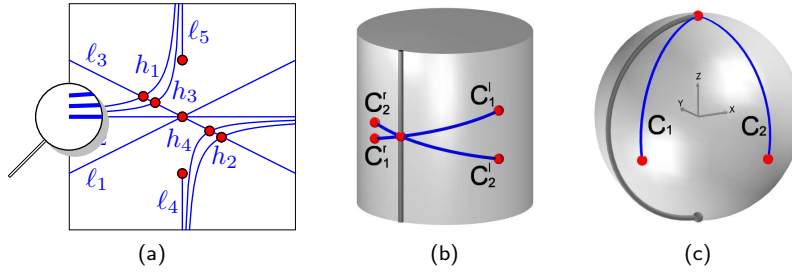 ℓ₃ h₁ ℓ₅
h₃
h₄
h₂
ℓ₁ ℓ₄
(a)
C₂ʳ C₁ˡ
C₁ʳ C₂ˡ
(b)
Z
Y X
C₁ C₂
(c)